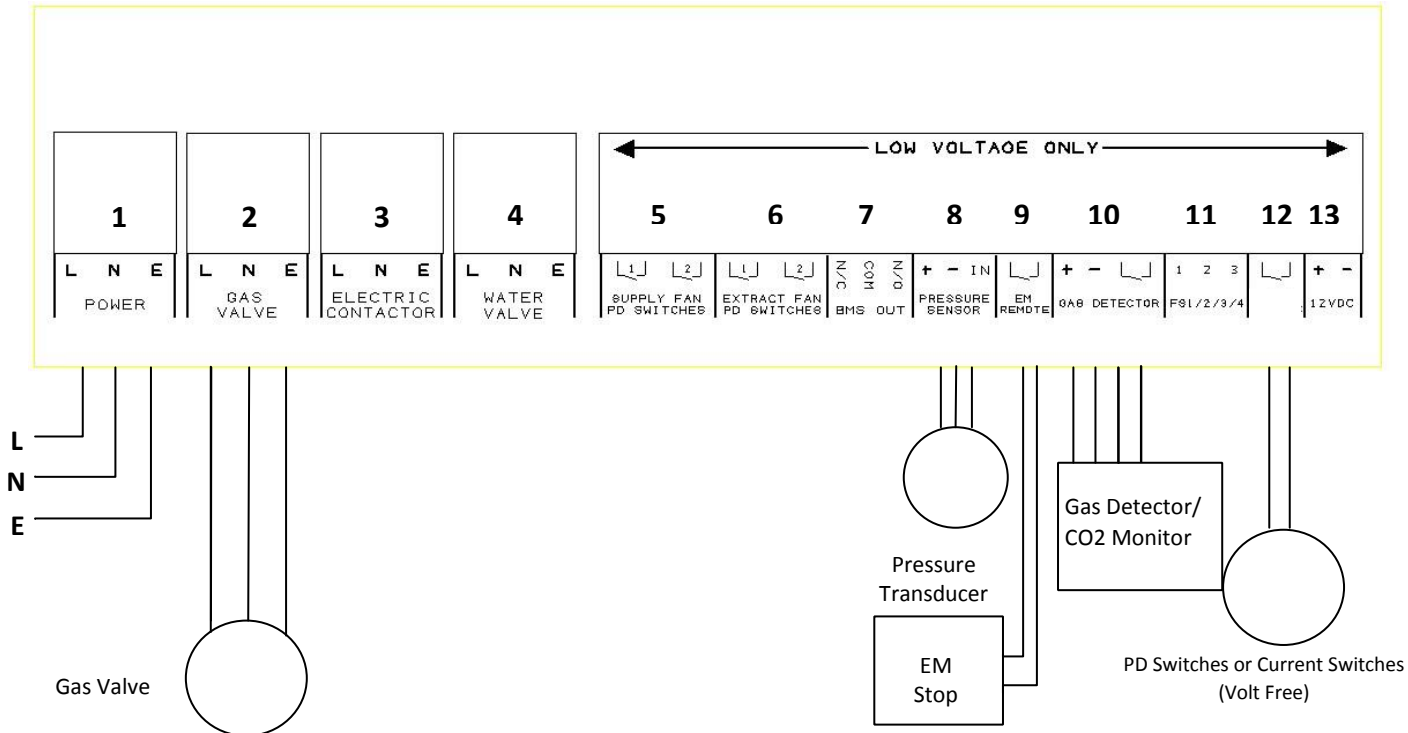 LOW VOLTAGE ONLY
1 2 3 4 5 6 7 8 9 10 11 12 13
L N E L N E L N E L N E 1 2 1 2 N/C COM N/O + - IN + - 1 2 3 + -
POWER
GAS
VALVE
ELECTRIC
CONTACTOR
WATER
VALVE
SUPPLY FAN
PD SWITCHES
EXTRACT FAN
PD SWITCHES
BMS OUT
PRESSURE
SENSOR
EM
REMOTE
GAS DETECTOR
FS1/2/3/4
12VDC
L
N
E
Gas Valve
Pressure
Transducer
EM
Stop
Gas Detector/
CO2 Monitor
PD Switches or Current Switches
(Volt Free)